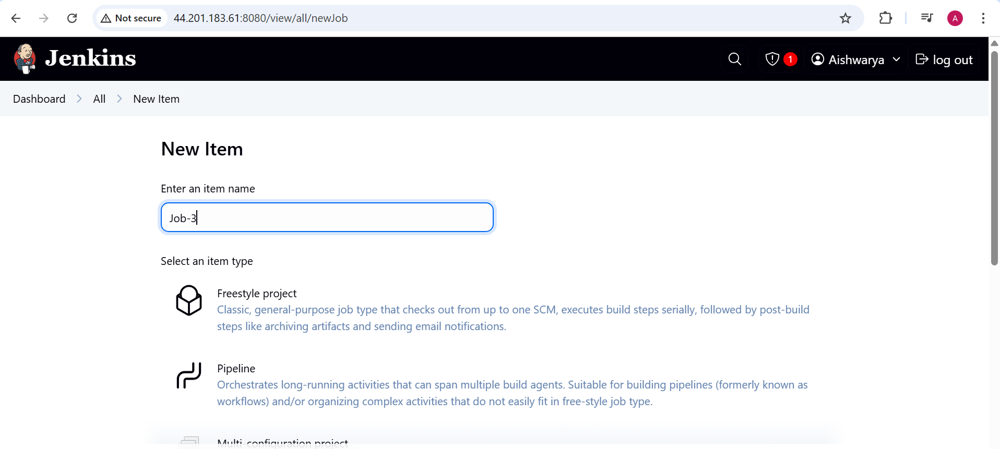 Not secure 44.201.183.61:8080/view/all/newJob A
Jenkins 1 Aishwarya log out
Dashboard All New Item
New Item
Enter an item name
Job-3
Select an item type
Freestyle project
Classic, general-purpose job type that checks out from up to one SCM, executes build steps serially, followed by post-build
steps like archiving artifacts and sending email notifications.
Pipeline
Orchestrates long-running activities that can span multiple build agents. Suitable for building pipelines (formerly known as
workflows) and/or organizing complex activities that do not easily fit in free-style job type.
Multi-configuration project